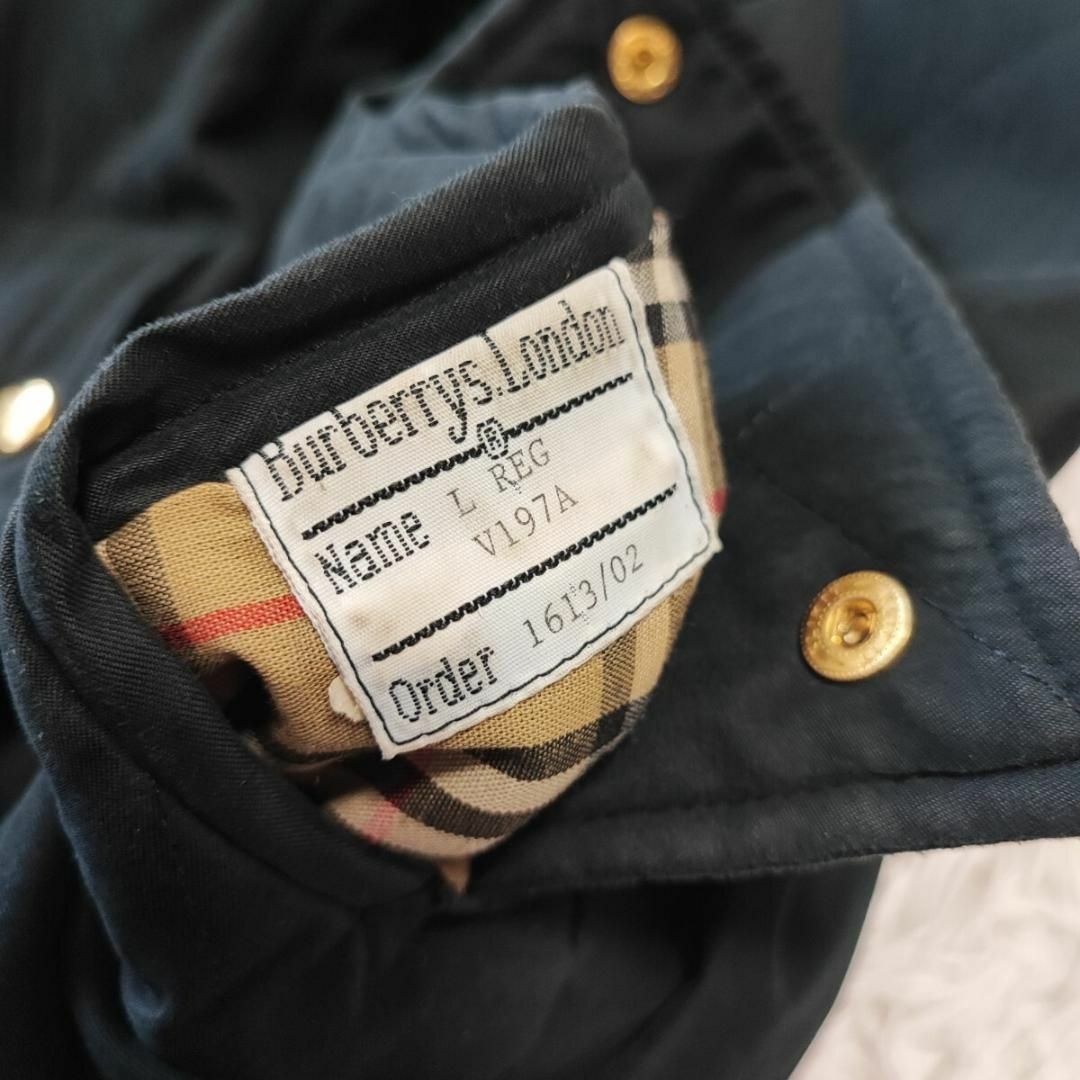 Burberrys.London
®
Name L REG
V197A
Order 1613/02